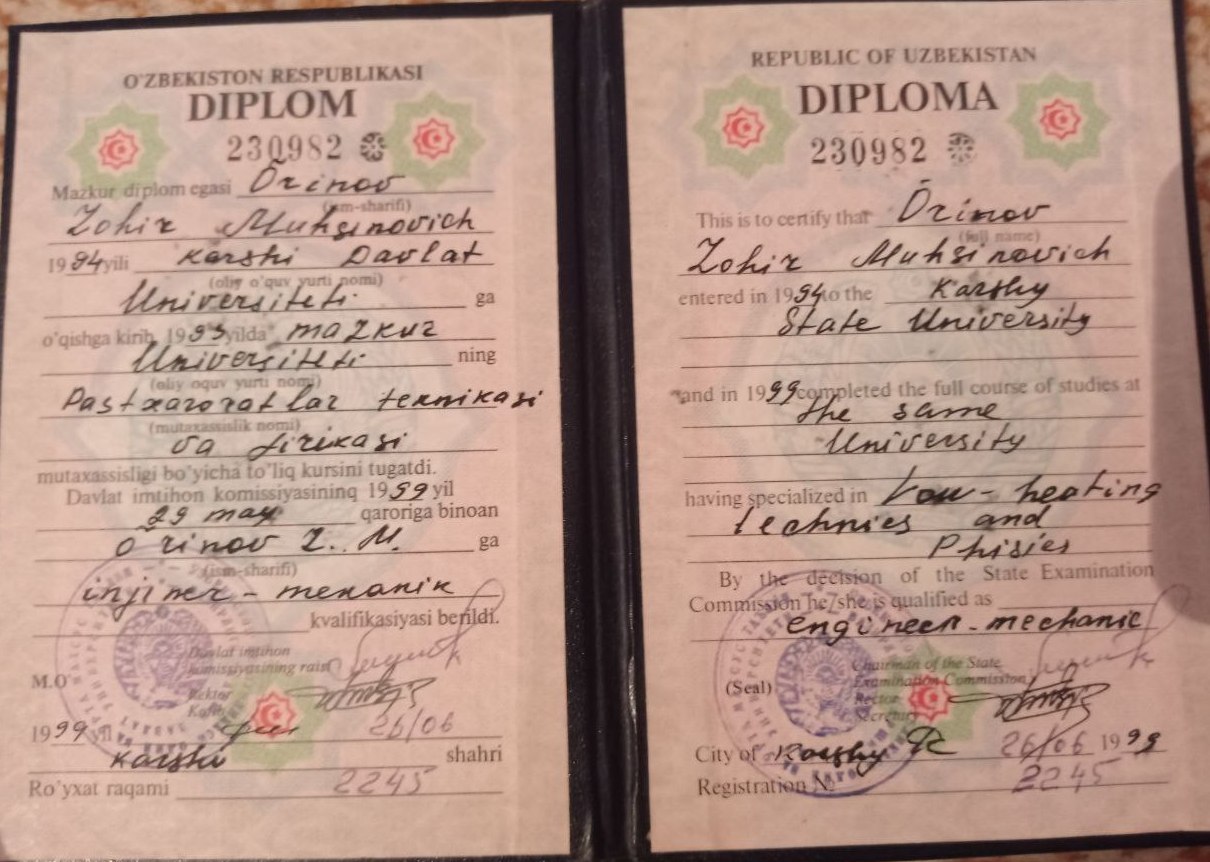 O'ZBEKISTON RESPUBLIKASI
DIPLOM
230982
Mazkur diplom egasi Ōrinov
(ism-sharifi)
Zohir Muhsinovich
1994 yili Karshi Davlat
(oliy o'quv yurti nomi)
Universiteti ga
o'qishga kirib, 1999 yilda mazkur
Universiteti ning
(oliy oquv yurti nomi)
Pastxaroratlar texnikasi
(mutaxassislik nomi)
va fizikasi
mutaxassisligi bo'yicha to'liq kursini tugatdi.
Davlat imtihon komissiyasininq 1999 yil
29 may qaroriga binoan
Ōrinov Z. M. ga
(ism-sharifi)
injiner-mexanik
kvalifikasiyasi berildi.
Davlat imtihon
komissiyasining raisi
M.O'
Rektor
Kotib
1999 yil 26/06
Karshi shahri
Ro'yxat raqami 2245
REPUBLIC OF UZBEKISTAN
DIPLOMA
230982
This is to certify that Ōrinov
(full name)
Zohir Muhsinovich
entered in 1994 to the Karshy
State University
and in 1999 completed the full course of studies at
the same
University
having specialized in Low-heating
technics and
Phisics
By the decision of the State Examination
Commission he/she is qualified as
engineer-mechanic
Chairman of the State
Examination Commission
(Seal)
Rector
Secretary
City of Karshy 26/06 1999
Registration № 2245